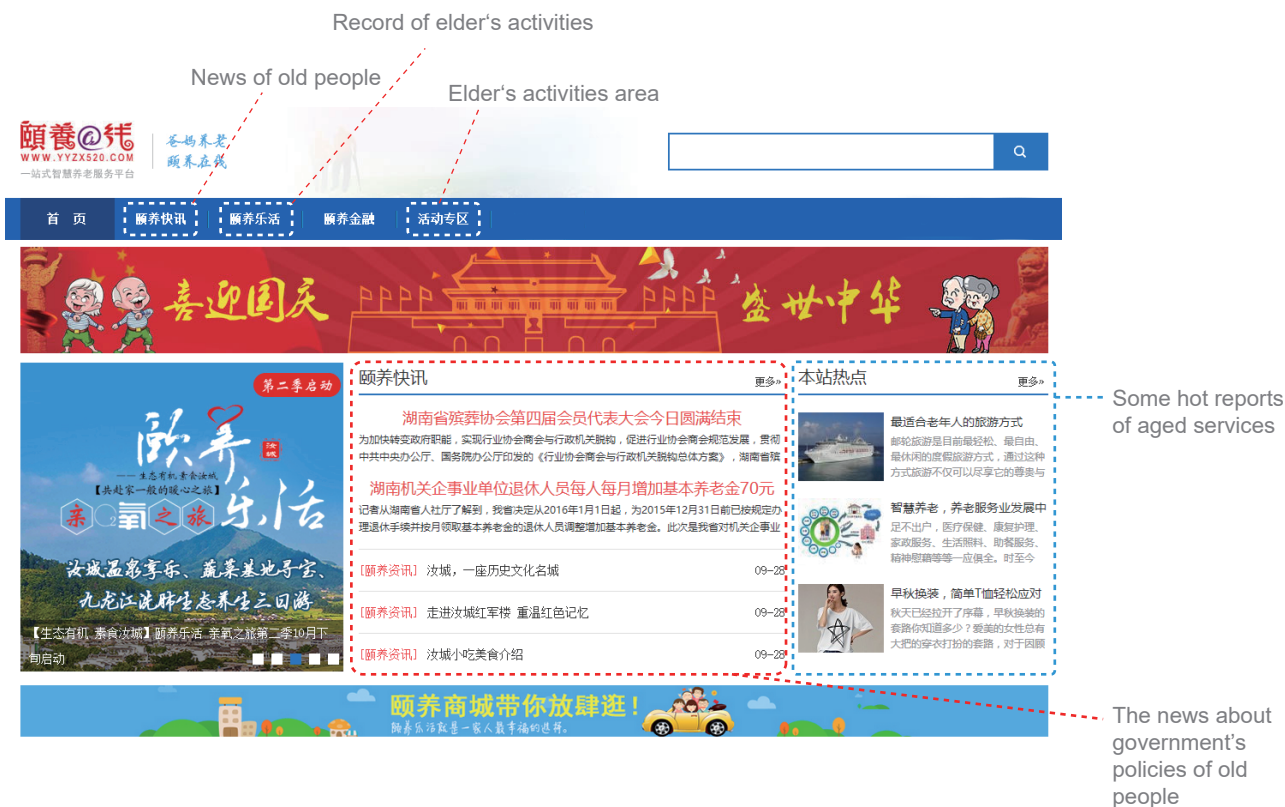 Record of elder‘s activities
News of old people
Elder‘s activities area
頤養@线
WWW.YYZX520.COM
一站式智慧养老服务平台
爸妈养老
颐养在线
首 页
颐养快讯
颐养乐活
颐养金融
活动专区
喜迎国庆
盛世中华
第二季启动
颐养
汝城
—— 生态有机素食汝城
【共赴家一般的暖心之旅】
亲O2氧之旅
乐活
汝城温泉享乐、蔬菜基地寻宝、
九龙江洗肺生态养生三日游
【生态有机 素食汝城】颐养乐活 亲氧之旅第二季10月下
旬启动
颐养快讯
更多»
湖南省殡葬协会第四届会员代表大会今日圆满结束
为加快转变政府职能，实现行业协会商会与行政机关脱钩，促进行业协会商会规范发展，贯彻
中共中央办公厅、国务院办公厅印发的《行业协会商会与行政机关脱钩总体方案》，湖南省殡
湖南机关企事业单位退休人员每人每月增加基本养老金70元
记者从湖南省人社厅了解到，我省决定从2016年1月1日起，为2015年12月31日前已按规定办
理退休手续并按月领取基本养老金的退休人员调整增加基本养老金。此次是我省对机关企事业
[颐养资讯] 汝城，一座历史文化名城 09-28
[颐养资讯] 走进汝城红军楼 重温红色记忆 09-28
[颐养资讯] 汝城小吃美食介绍 09-28
本站热点
更多»
最适合老年人的旅游方式
邮轮旅游是目前最轻松、最自由、
最休闲的度假旅游方式，通过这种
方式旅游不仅可以尽享它的尊贵与
智慧养老，养老服务业发展中
足不出户，医疗保健、康复护理、
家政服务、生活照料、助餐服务、
精神慰藉等等一应俱全。时至今
早秋换装，简单T恤轻松应对
秋天已经拉开了序幕，早秋换装的
套路你知道多少？爱美的女性总有
大把的穿衣打扮的套路，对于因顾
Some hot reports
of aged services
颐养商城带你放肆逛！
颐养乐活 就是一家人最幸福的选择。
The news about
government’s
policies of old
people